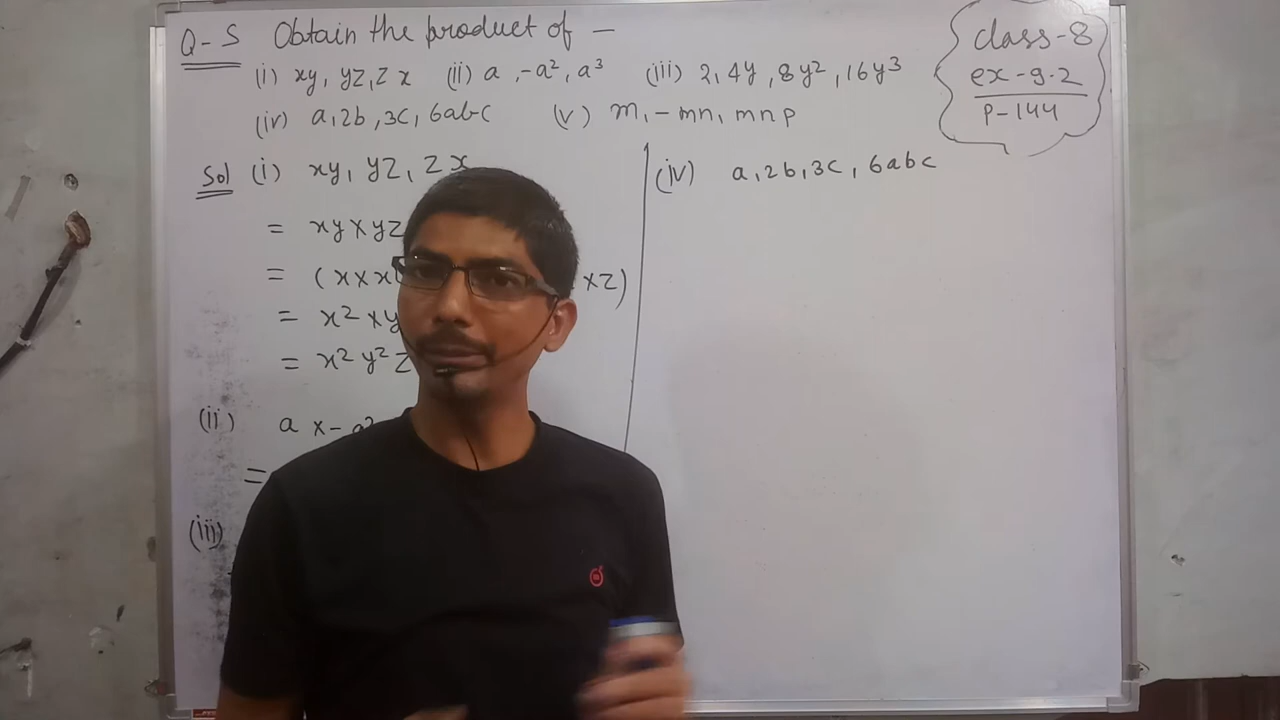 Q-5 Obtain the product of —
(i) xy, yz, zx (ii) a, -a², a³ (iii) 2, 4y, 8y², 16y³
(iv) a, 2b, 3c, 6abc (v) m, -mn, mnp
class-8
ex-9.2
P-144
Sol (i) xy, yz, zx
= xy×yz
= (x×x
×z)
= x²×y
= x²y²z
(ii) a ×-a²
=
(iii)
(iv) a, 2b, 3c, 6abc